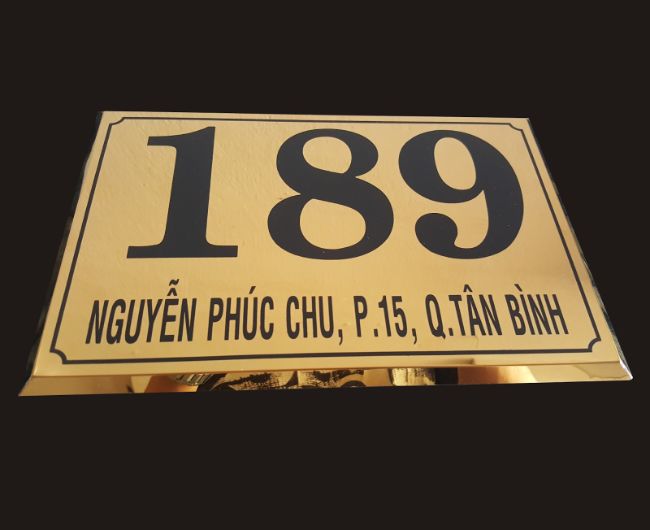 189
NGUYỄN PHÚC CHU, P.15, Q.TÂN BÌNH